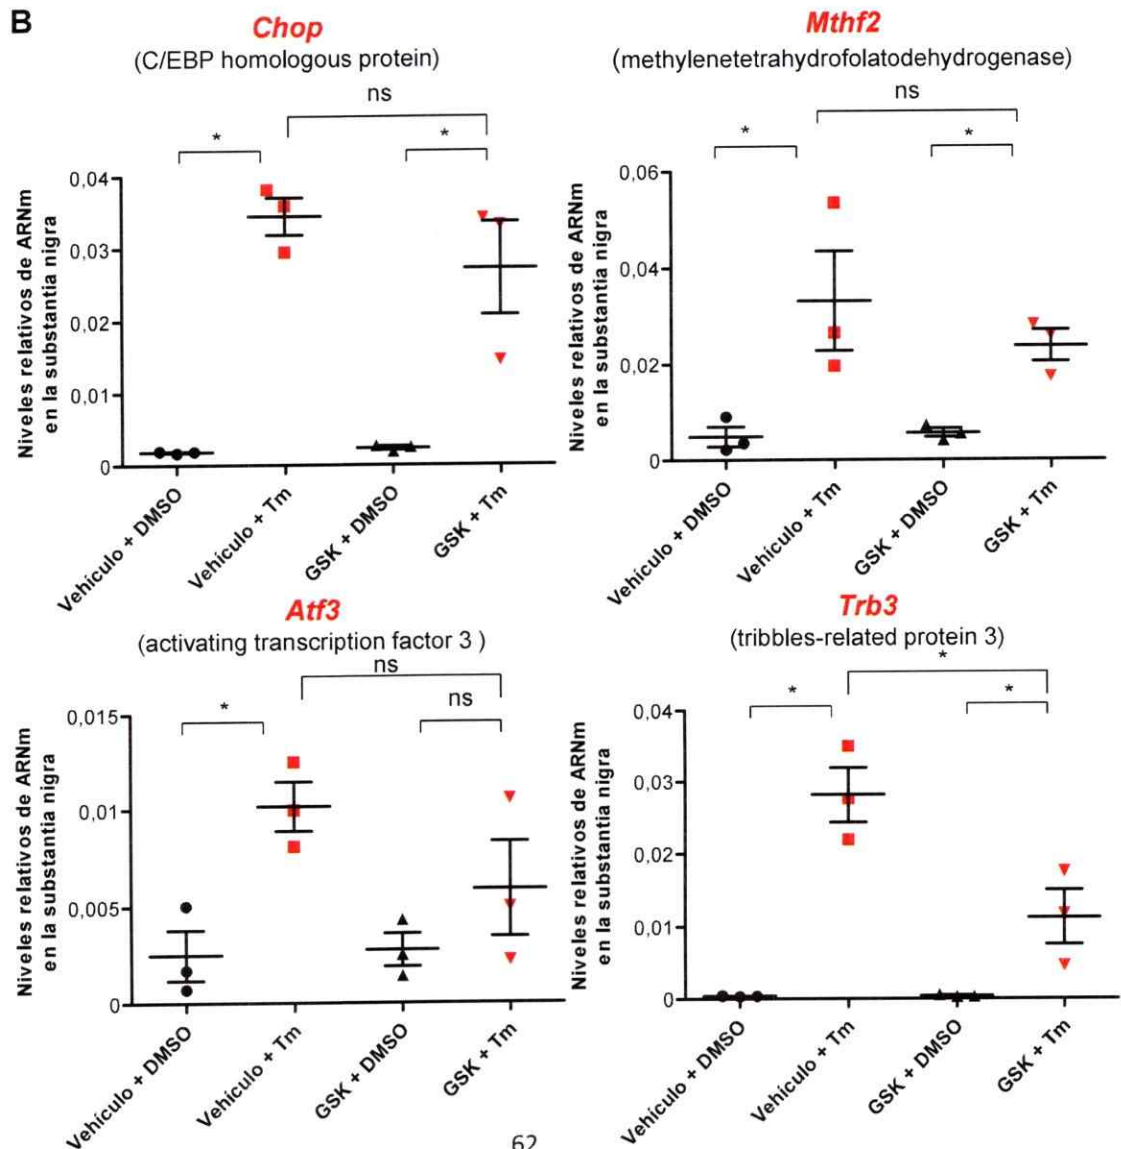 B
Chop
(C/EBP homologous protein)
ns
*
*
Niveles relativos de ARNm
en la substantia nigra
0,04
0,03
0,02
0,01
0
Vehículo + DMSO
Vehículo + Tm
GSK + DMSO
GSK + Tm
Mthf2
(methylenetetrahydrofolatodehydrogenase)
ns
*
*
Niveles relativos de ARNm
en la substantia nigra
0,06
0,04
0,02
0
Vehículo + DMSO
Vehículo + Tm
GSK + DMSO
GSK + Tm
Atf3
(activating transcription factor 3 )
ns
*
ns
Niveles relativos de ARNm
en la substantia nigra
0,015
0,01
0,005
0
Vehículo + DMSO
Vehículo + Tm
GSK + DMSO
GSK + Tm
Trb3
(tribbles-related protein 3)
*
*
*
Niveles relativos de ARNm
en la substantia nigra
0,04
0,03
0,02
0,01
0
Vehículo + DMSO
Vehículo + Tm
GSK + DMSO
GSK + Tm
62